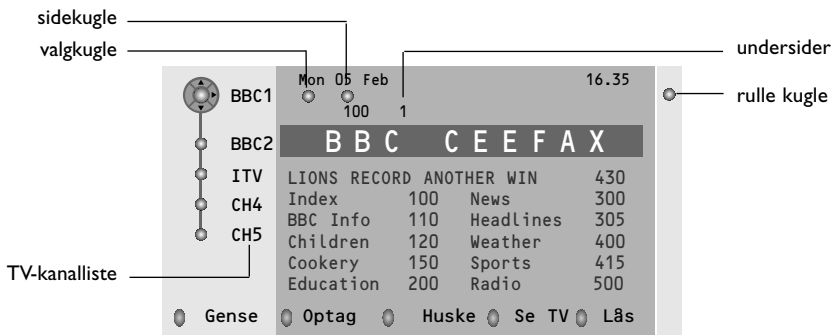 sidekugle
valgkugle
undersider
rulle kugle
Mon 05 Feb 16.35
BBC1
100 1
BBC2
BBC CEEFAX
ITV
LIONS RECORD ANOTHER WIN 430
CH4
Index 100 News 300
BBC Info 110 Headlines 305
CH5
Children 120 Weather 400
TV-kanalliste
Cookery 150 Sports 415
Education 200 Radio 500
Gense Optag Huske Se TV Lås